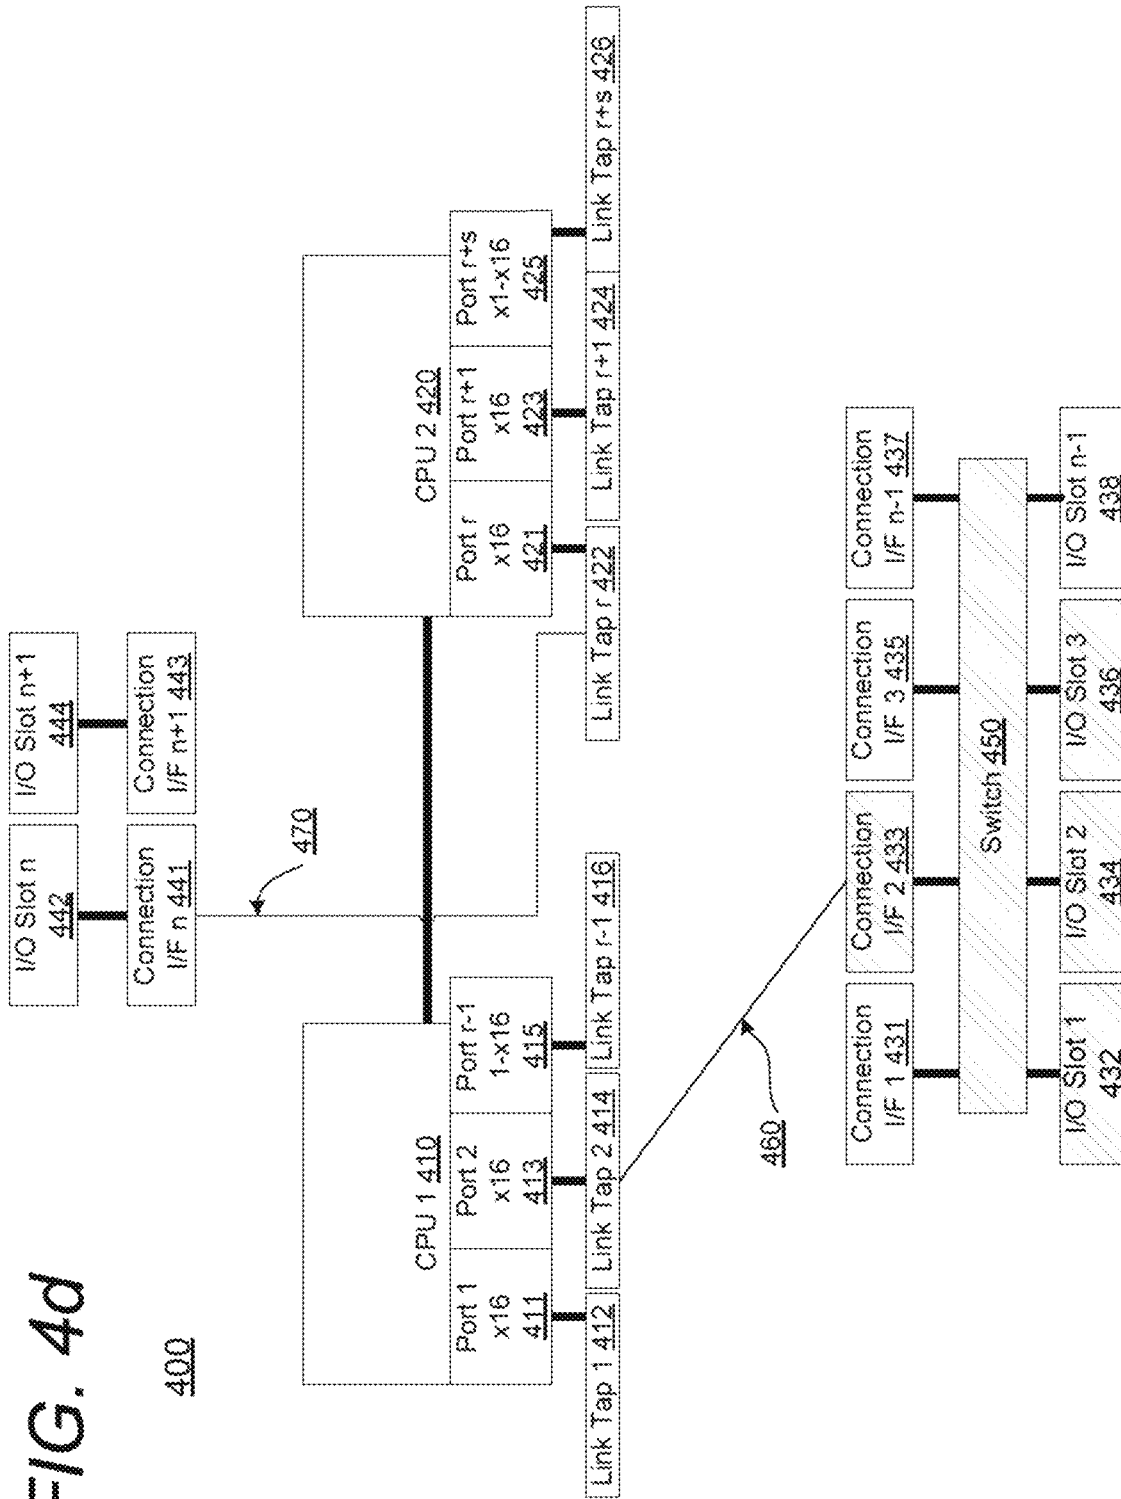 FIG. 4d
400
I/O Slot n
442
I/O Slot n+1
444
Connection
I/F n 441
Connection
I/F n+1 443
470
CPU 1 410
Port 1
x16
411
Port 2
x16
413
Port r-1
1-x16
415
CPU 2 420
Port r
x16
421
Port r+1
x16
423
Port r+s
x1-x16
425
Link Tap 1 412
Link Tap 2 414
Link Tap r-1 416
Link Tap r 422
Link Tap r+1 424
Link Tap r+s 426
460
Connection
I/F 1 431
Connection
I/F 2 433
Connection
I/F 3 435
Connection
I/F n-1 437
Switch 450
I/O Slot 1
432
I/O Slot 2
434
I/O Slot 3
436
I/O Slot n-1
438